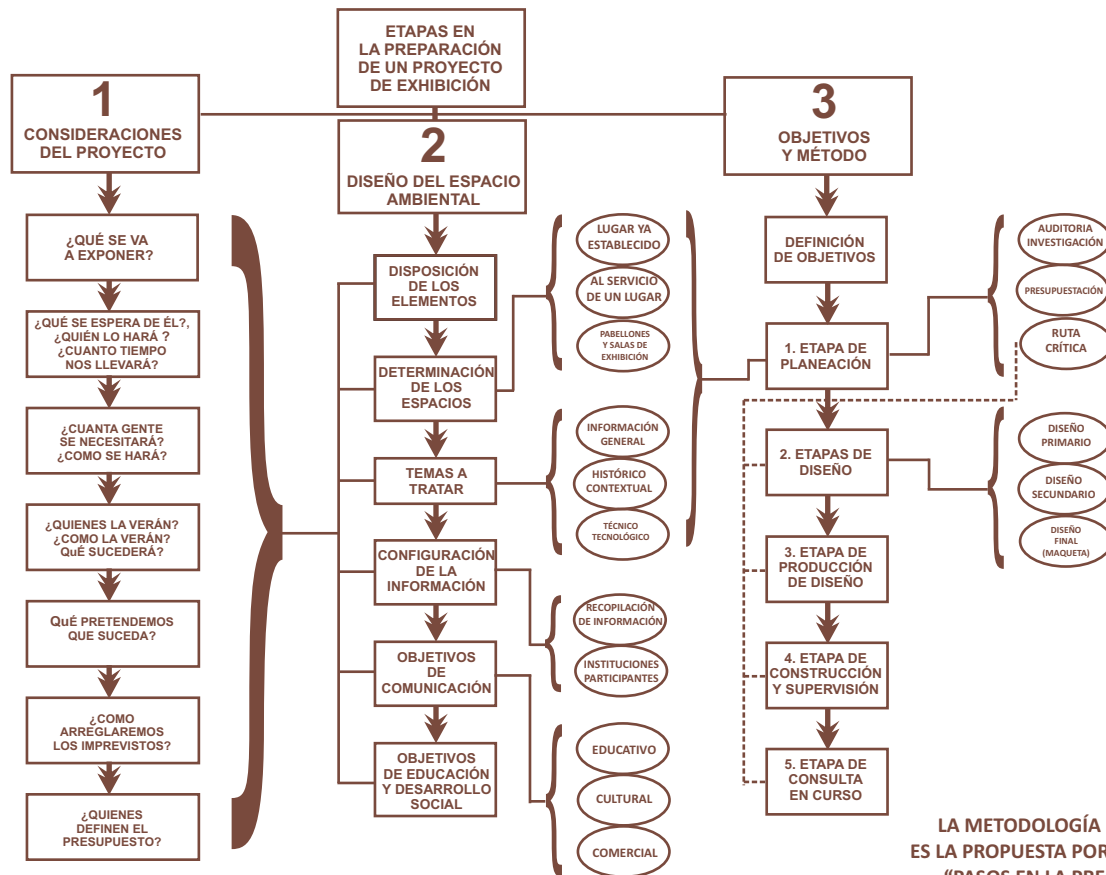 ETAPAS EN
LA PREPARACIÓN
DE UN PROYECTO
DE EXHIBICIÓN
1
CONSIDERACIONES
DEL PROYECTO
¿QUÉ SE VA
A EXPONER?
¿QUÉ SE ESPERA DE ÉL?,
¿QUIÉN LO HARÁ ?
¿CUANTO TIEMPO
NOS LLEVARÁ?
¿CUANTA GENTE
SE NECESITARÁ?
¿COMO SE HARÁ?
¿QUIENES LA VERÁN?
¿COMO LA VERÁN?
QuÉ SUCEDERÁ?
QuÉ PRETENDEMOS
QUE SUCEDA?
¿COMO
ARREGLAREMOS
LOS IMPREVISTOS?
¿QUIENES
DEFINEN EL
PRESUPUESTO?
2
DISEÑO DEL ESPACIO
AMBIENTAL
DISPOSICIÓN
DE LOS
ELEMENTOS
DETERMINACIÓN
DE LOS
ESPACIOS
TEMAS A
TRATAR
CONFIGURACIÓN
DE LA
INFORMACIÓN
OBJETIVOS
DE
COMUNICACIÓN
OBJETIVOS
DE EDUCACIÓN
Y DESARROLLO
SOCIAL
LUGAR YA
ESTABLECIDO
AL SERVICIO
DE UN LUGAR
PABELLONES
Y SALAS DE
EXHIBICIÓN
INFORMACIÓN
GENERAL
HISTÓRICO
CONTEXTUAL
TÉCNICO
TECNOLÓGICO
RECOPILACIÓN
DE INFORMACIÓN
INSTITUCIONES
PARTICIPANTES
EDUCATIVO
CULTURAL
COMERCIAL
3
OBJETIVOS
Y MÉTODO
DEFINICIÓN
DE OBJETIVOS
1. ETAPA DE
PLANEACIÓN
2. ETAPAS DE
DISEÑO
3. ETAPA DE
PRODUCCIÓN
DE DISEÑO
4. ETAPA DE
CONSTRUCCIÓN
Y SUPERVISIÓN
5. ETAPA DE
CONSULTA
EN CURSO
AUDITORIA
INVESTIGACIÓN
PRESUPUESTACIÓN
RUTA
CRÍTICA
DISEÑO
PRIMARIO
DISEÑO
SECUNDARIO
DISEÑO
FINAL
(MAQUETA)
LA METODOLOGÍA
ES LA PROPUESTA POR
“PASOS EN LA PRE